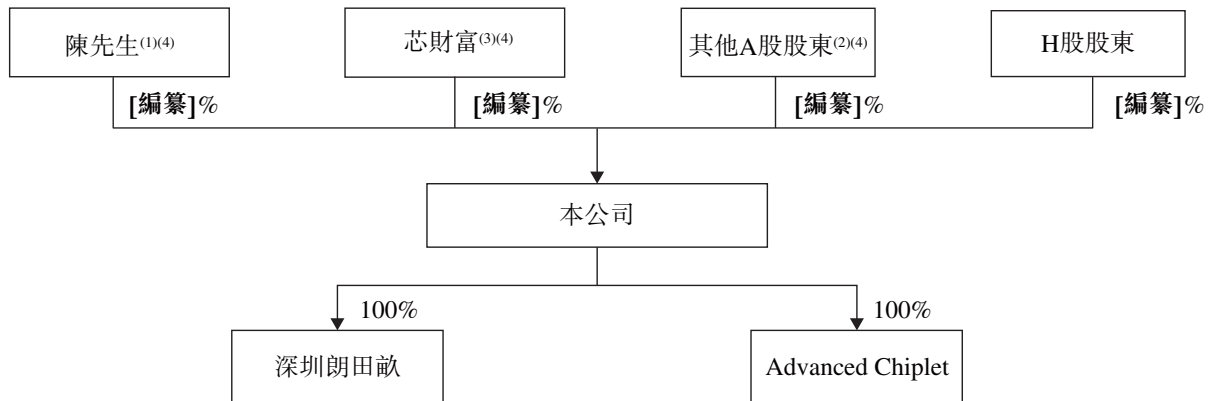 陳先生(1)(4)
芯財富(3)(4)
其他A股股東(2)(4)
H股股東
[編纂]%
[編纂]%
[編纂]%
[編纂]%
本公司
100%
100%
深圳朗田畝
Advanced Chiplet